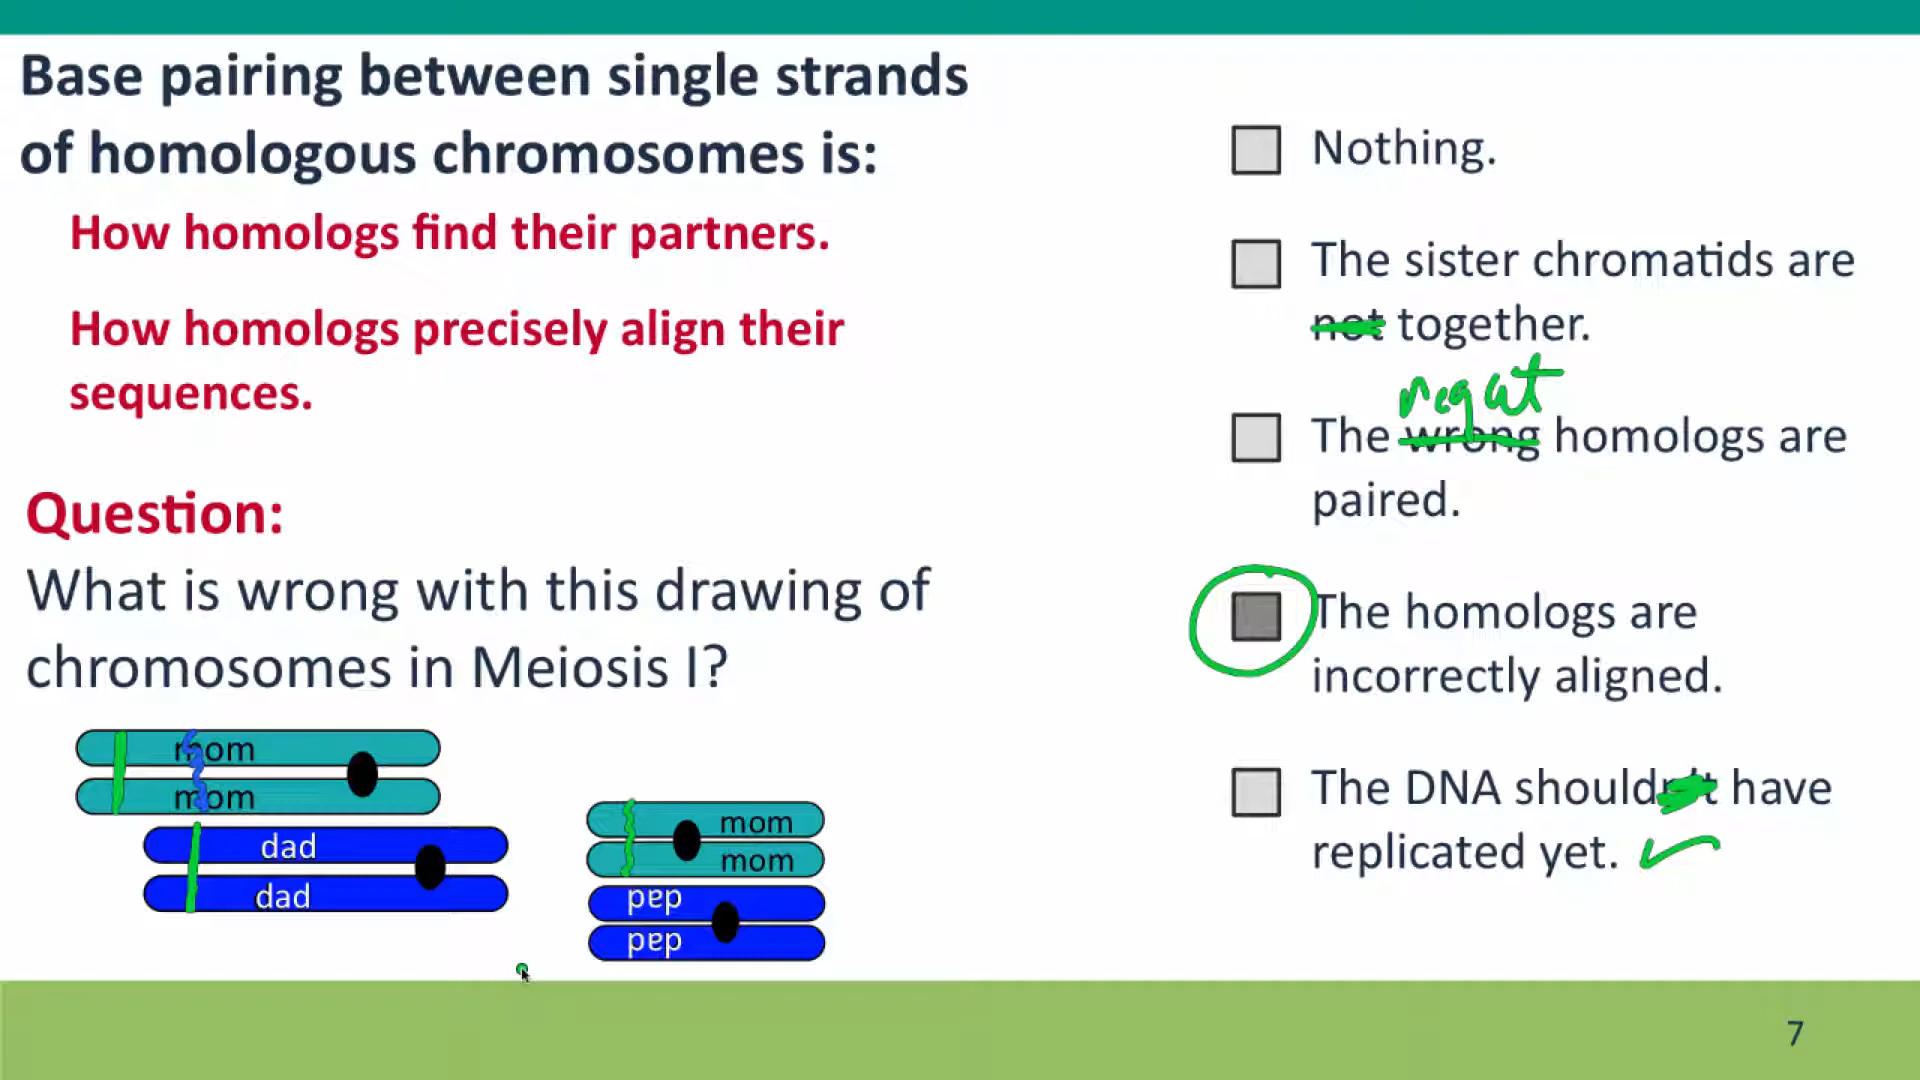 Base pairing between single strands
of homologous chromosomes is:
How homologs find their partners.
How homologs precisely align their
sequences.
Question:
What is wrong with this drawing of
chromosomes in Meiosis I?
mom
mom
dad
dad
mom
mom
dad
dad
Nothing.
The sister chromatids are
not together.
The wrong homologs are
paired.
The homologs are
incorrectly aligned.
The DNA shouldn't have
replicated yet.
7